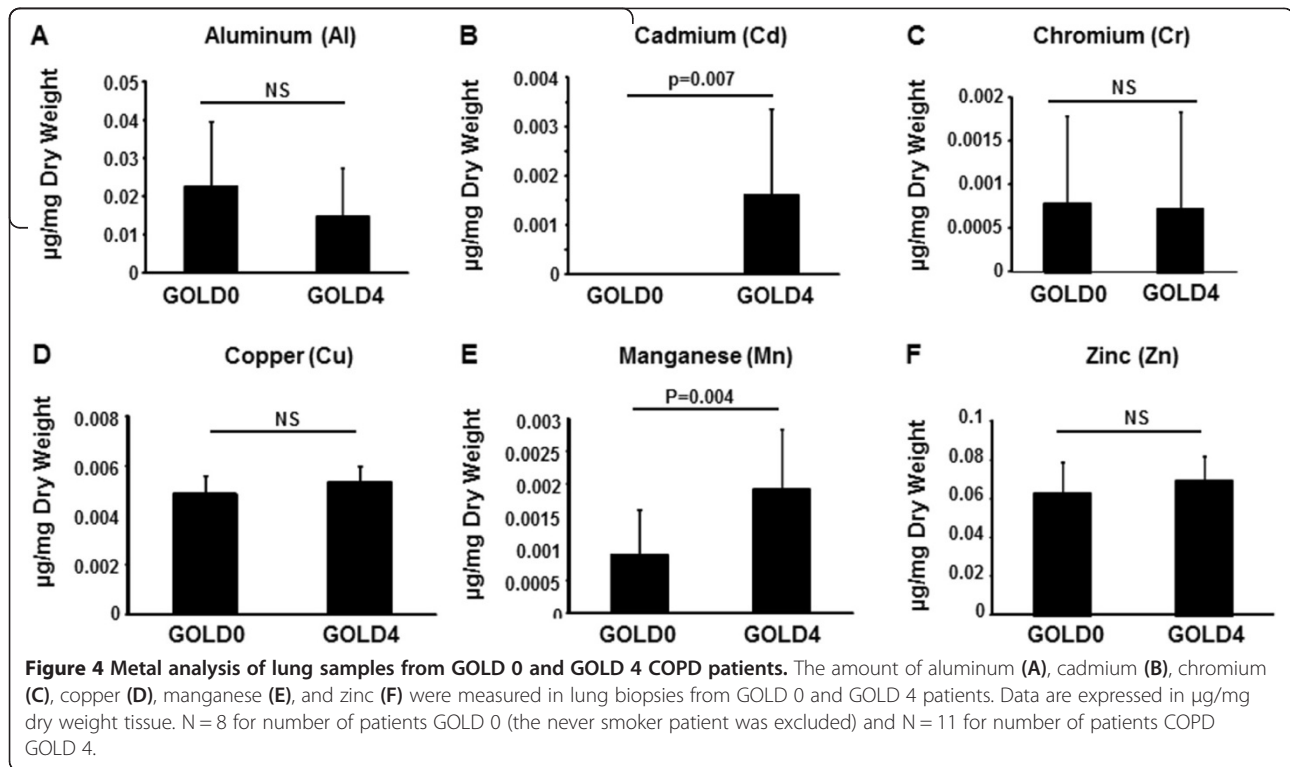 A
Aluminum (Al)
µg/mg Dry Weight
0.05
0.04
0.03
0.02
0.01
0
NS
GOLD0
GOLD4
B
Cadmium (Cd)
µg/mg Dry Weight
0.004
0.003
0.002
0.001
0
p=0.007
GOLD0
GOLD4
C
Chromium (Cr)
µg/mg Dry Weight
0.002
0.0015
0.001
0.0005
0
NS
GOLD0
GOLD4
D
Copper (Cu)
µg/mg Dry Weight
0.008
0.006
0.004
0.002
0
NS
GOLD0
GOLD4
E
Manganese (Mn)
µg/mg Dry Weight
0.003
0.0025
0.002
0.0015
0.001
0.0005
0
P=0.004
GOLD0
GOLD4
F
Zinc (Zn)
µg/mg Dry Weight
0.1
0.08
0.06
0.04
0.02
0
NS
GOLD0
GOLD4
Figure 4 Metal analysis of lung samples from GOLD 0 and GOLD 4 COPD patients. The amount of aluminum (A), cadmium (B), chromium
(C), copper (D), manganese (E), and zinc (F) were measured in lung biopsies from GOLD 0 and GOLD 4 patients. Data are expressed in µg/mg
dry weight tissue. N = 8 for number of patients GOLD 0 (the never smoker patient was excluded) and N = 11 for number of patients COPD
GOLD 4.